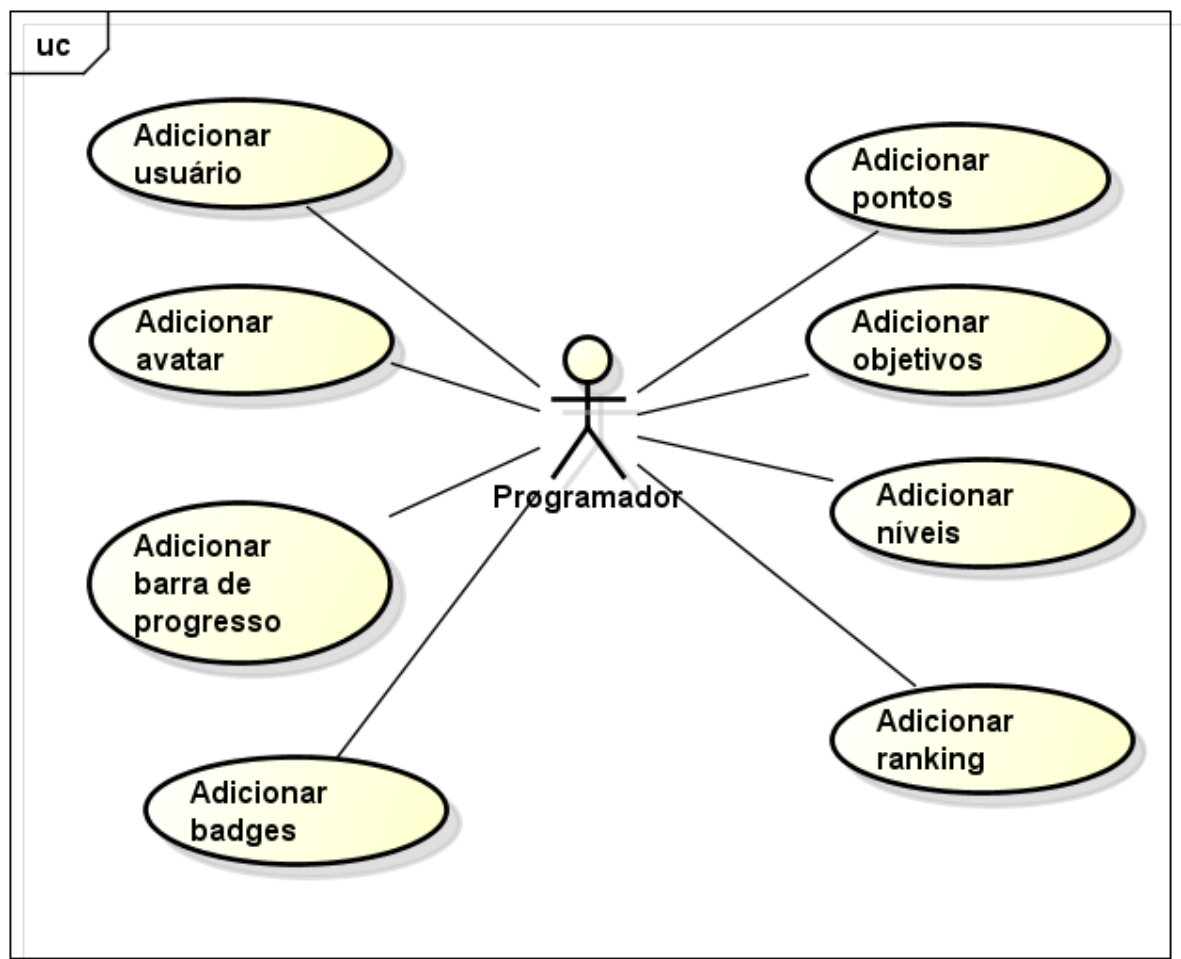 uc
Adicionar
usuário
Adicionar
pontos
Adicionar
avatar
Adicionar
objetivos
Programador
Adicionar
níveis
Adicionar
barra de
progresso
Adicionar
ranking
Adicionar
badges